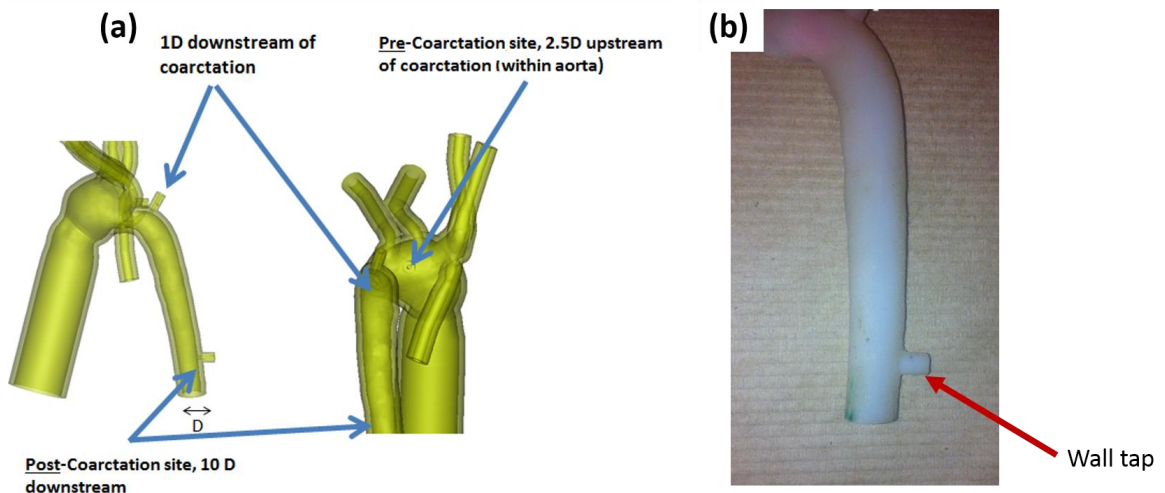 (a)
1D downstream of
coarctation
Pre-Coarctation site, 2.5D upstream
of coarctation (within aorta)
D
Post-Coarctation site, 10 D
downstream
(b)
Wall tap